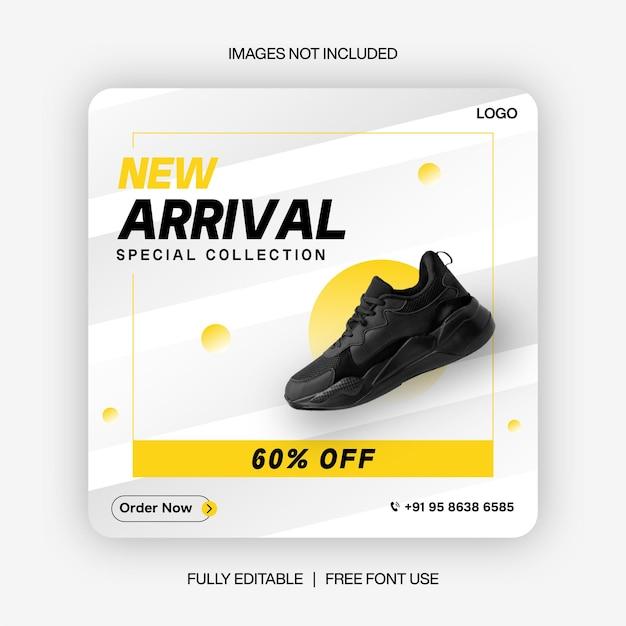 IMAGES NOT INCLUDED
LOGO
NEW
ARRIVAL
SPECIAL COLLECTION
60% OFF
Order Now
+91 95 8638 6585
FULLY EDITABLE | FREE FONT USE